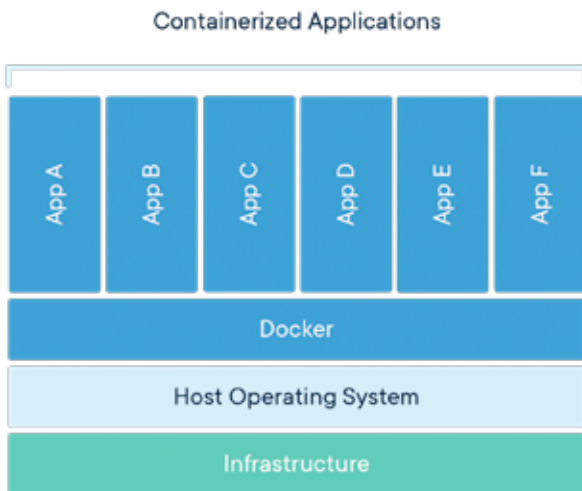 Containerized Applications
App A
App B
App C
App D
App E
App F
Docker
Host Operating System
Infrastructure